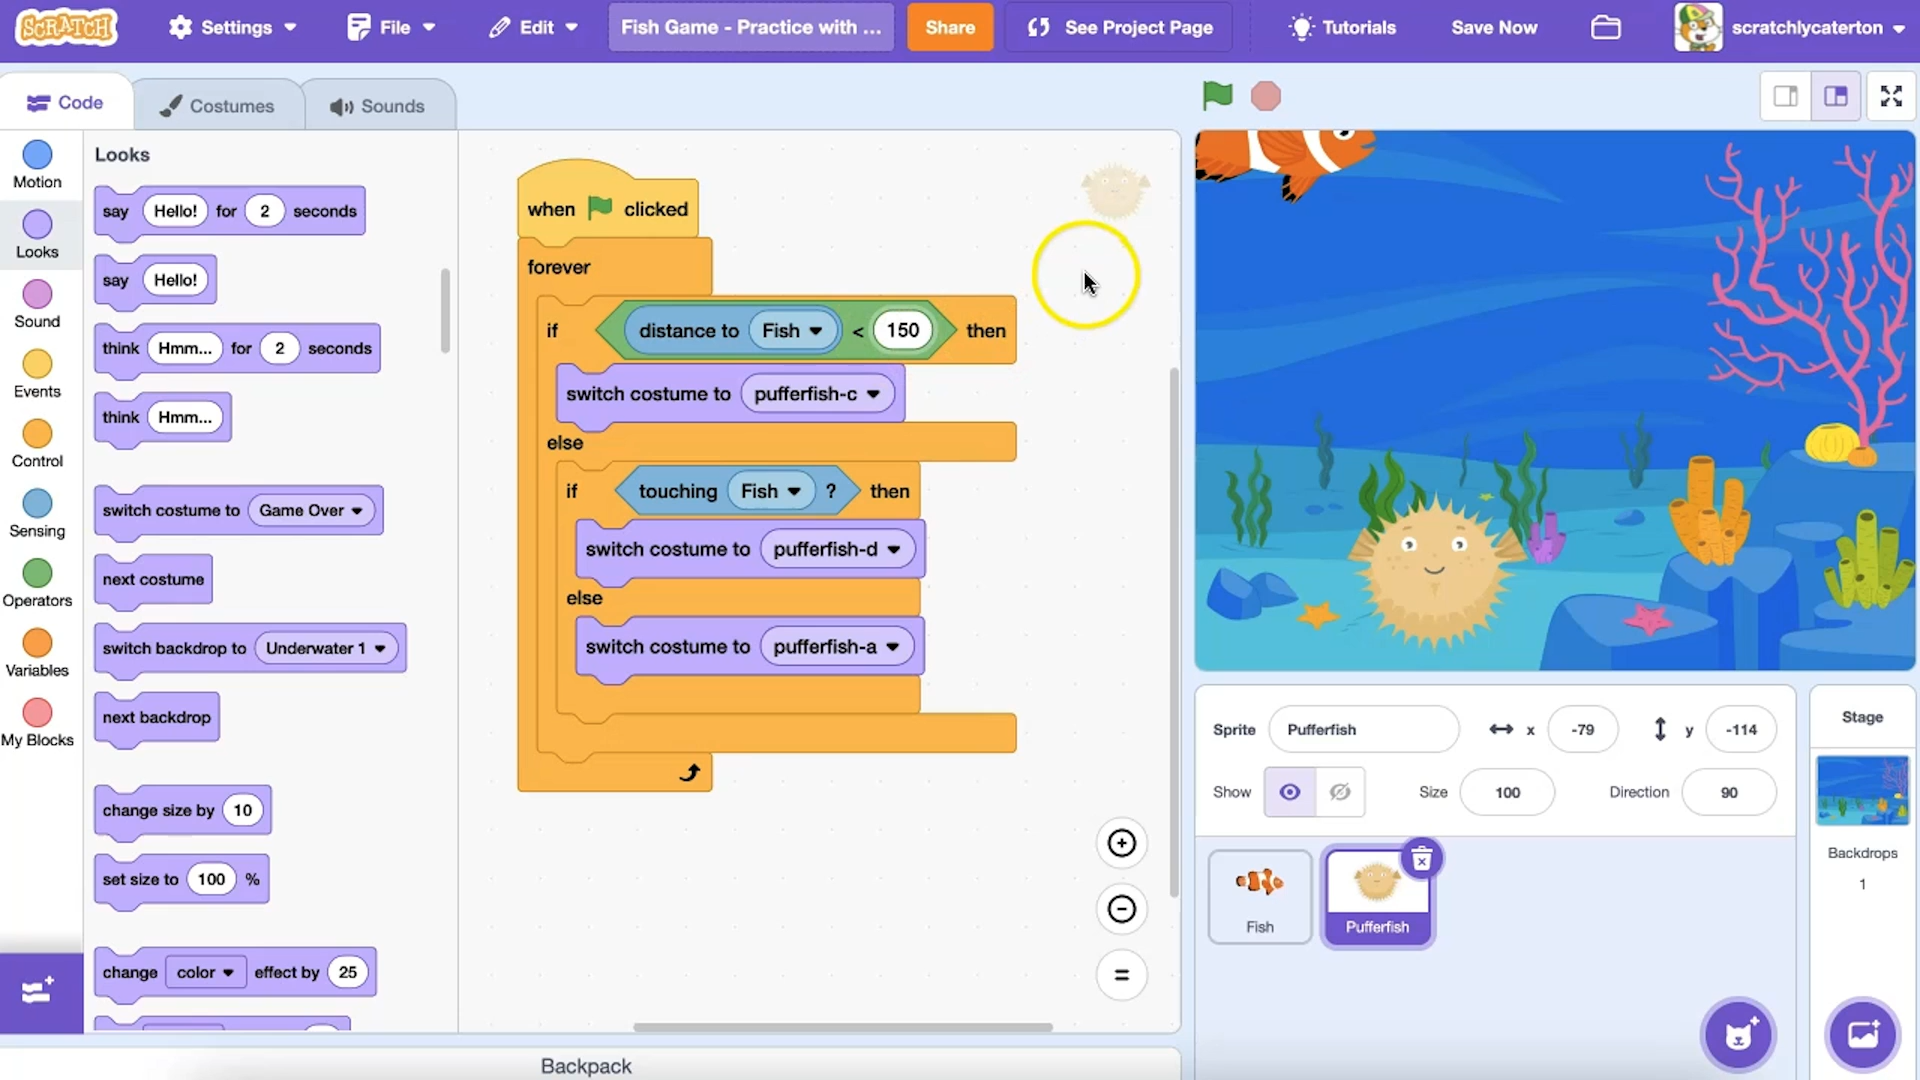 SCRATCH
Settings
File
Edit
Fish Game - Practice with ...
Share
See Project Page
Tutorials
Save Now
scratchlycaterton
Code
Costumes
Sounds
Motion
Looks
Sound
Events
Control
Sensing
Operators
Variables
My Blocks
Looks
say Hello! for 2 seconds
say Hello!
think Hmm... for 2 seconds
think Hmm...
switch costume to Game Over
next costume
switch backdrop to Underwater 1
next backdrop
change size by 10
set size to 100 %
change color effect by 25
when clicked
forever
if distance to Fish < 150 then
switch costume to pufferfish-c
else
if touching Fish ? then
switch costume to pufferfish-d
else
switch costume to pufferfish-a
Backpack
Sprite Pufferfish x -79 y -114
Show Size 100 Direction 90
Fish
Pufferfish
Stage
Backdrops
1